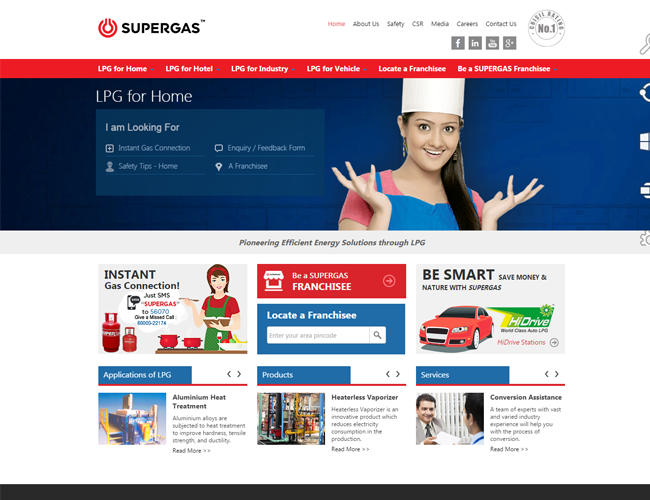 SUPERGAS™
Home About Us Safety CSR Media Careers Contact Us
CRISIL RATING
No.1
LPG for Home LPG for Hotel LPG for Industry LPG for Vehicle Locate a Franchisee Be a SUPERGAS Franchisee
LPG for Home
I am Looking For
Instant Gas Connection Enquiry / Feedback Form
Safety Tips - Home A Franchisee
Pioneering Efficient Energy Solutions through LPG
INSTANT
Gas Connection!
Just SMS
"SUPERGAS"
to 56070
Give a Missed Call :
60000-22174
Be a SUPERGAS
FRANCHISEE
Locate a Franchisee
Enter your area pincode
BE SMART SAVE MONEY &
NATURE WITH SUPERGAS
HiDrive
World Class Auto LPG
HiDrive Stations
Applications of LPG
Aluminium Heat
Treatment
Aluminium alloys are
subjected to heat treatment
to improve hardness, tensile
strength, and ductility.
Read More >>
Products
Heaterless Vaporizer
Heaterless Vaporizer is an
innovative product which
reduces electricity
consumption in the
production.
Read More >>
Services
Conversion Assistance
A team of experts with vast
and varied industry
experience will help you
with the process of
conversion.
Read More >>